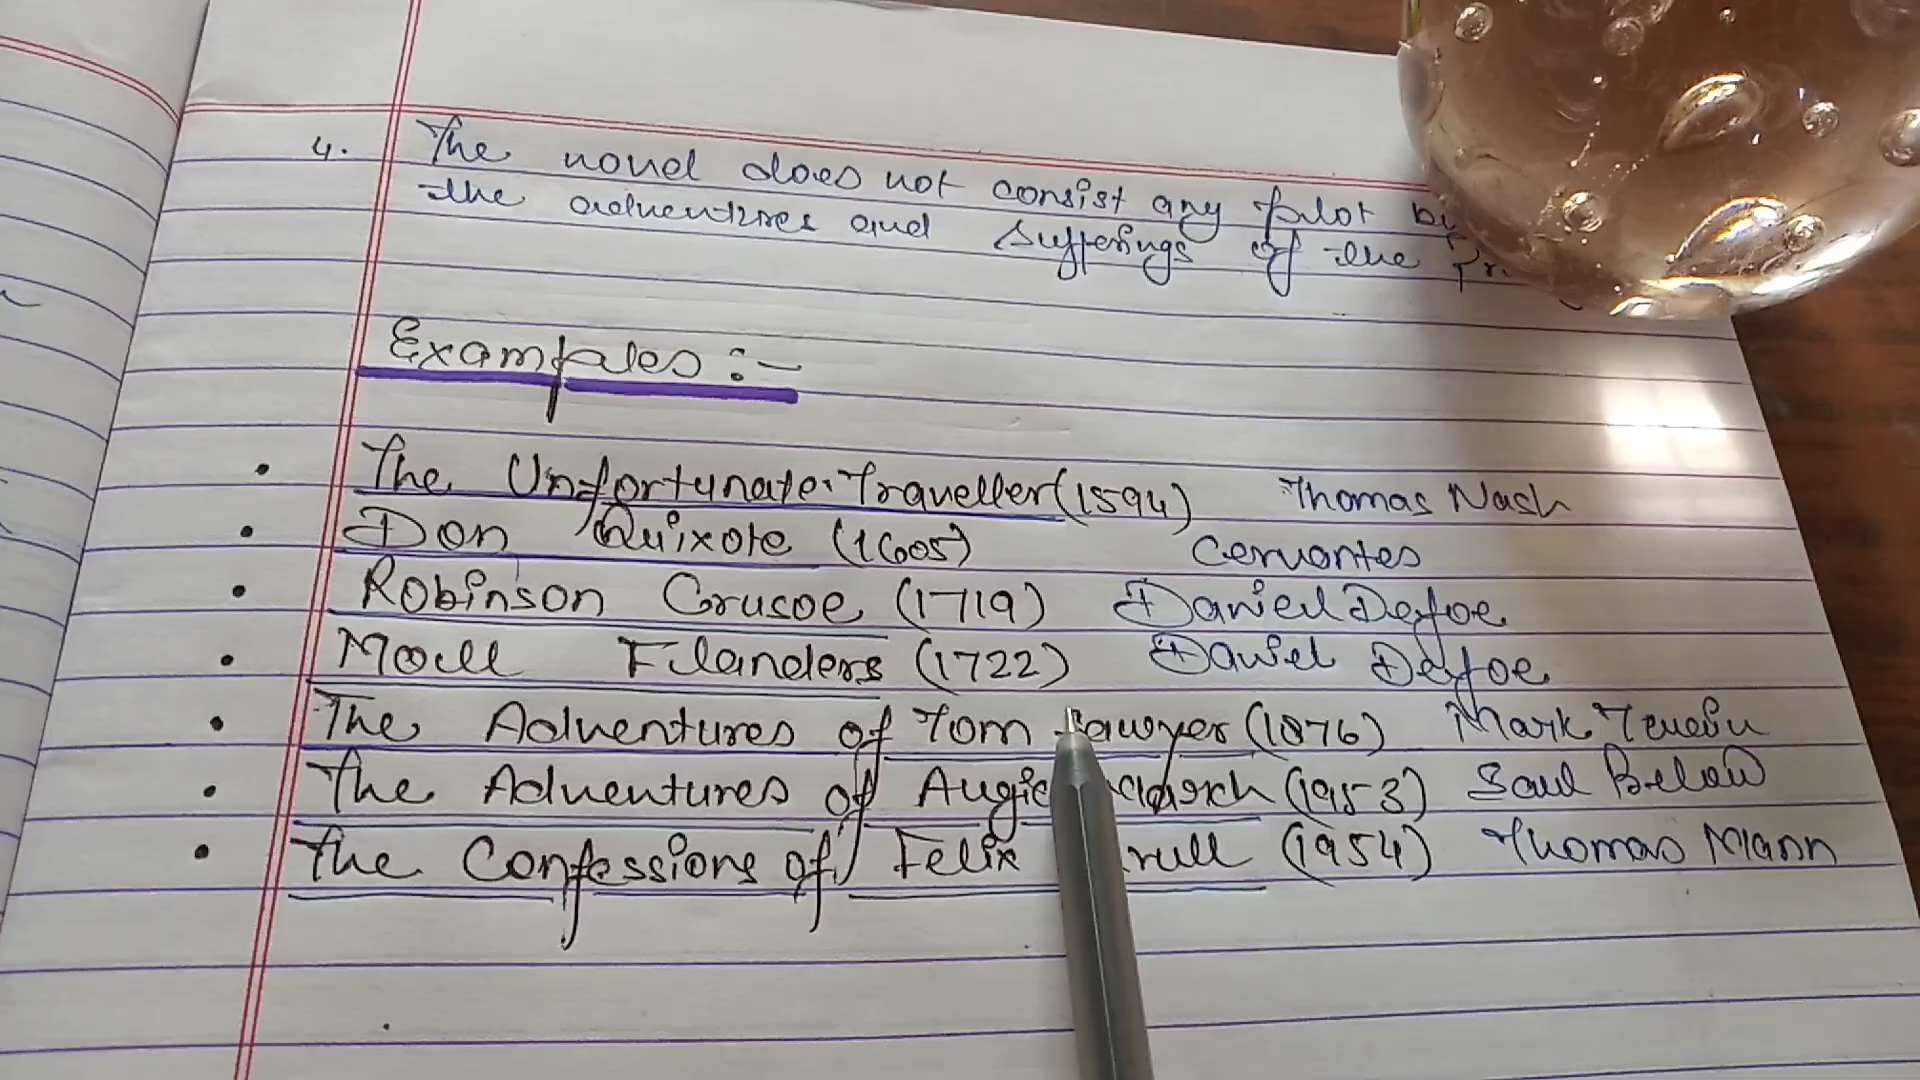 4. The novel does not consist any plot
the adventures and sufferings of the
Examples :-
• The Unfortunate Traveller (1594) Thomas Nash
• Don Quixote (1605) Cervantes
• Robinson Crusoe (1719) Daniel Defoe
• Moll Flanders (1722) Daniel Defoe
• The Adventures of Tom Sawyer (1876) Mark Twain
• The Adventures of Augie (1953) Saul Below
• The Confessions of Felix (1954) Thomas Mann